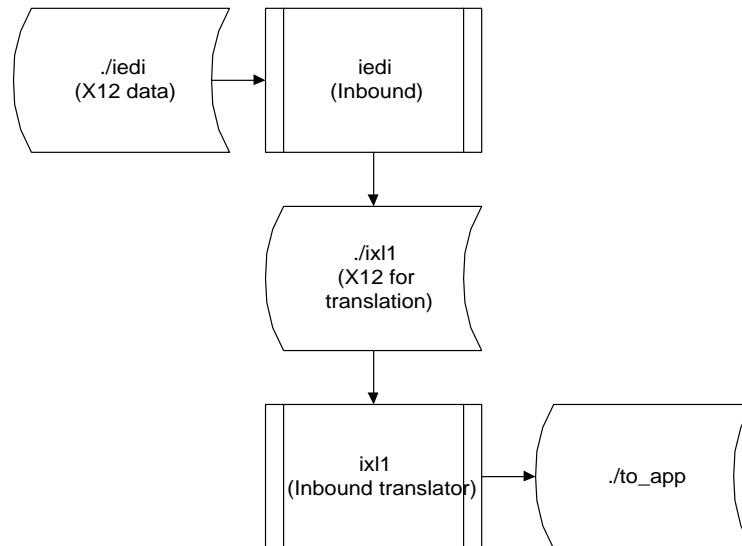 ./iedi
(X12 data)
iedi
(Inbound)
./ixl1
(X12 for
translation)
ixl1
(Inbound translator)
./to_app